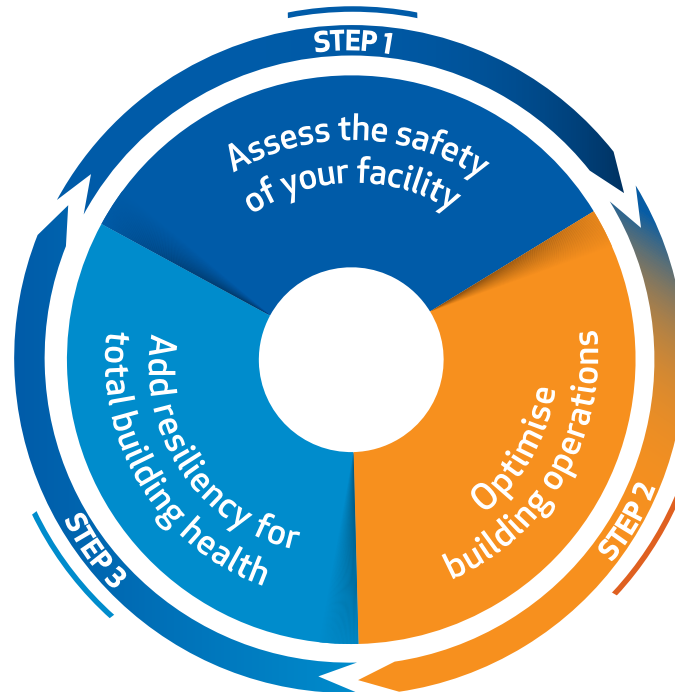 STEP 1
Assess the safety
of your facility
STEP 2
Optimise
building operations
STEP 3
Add resiliency for
total building health